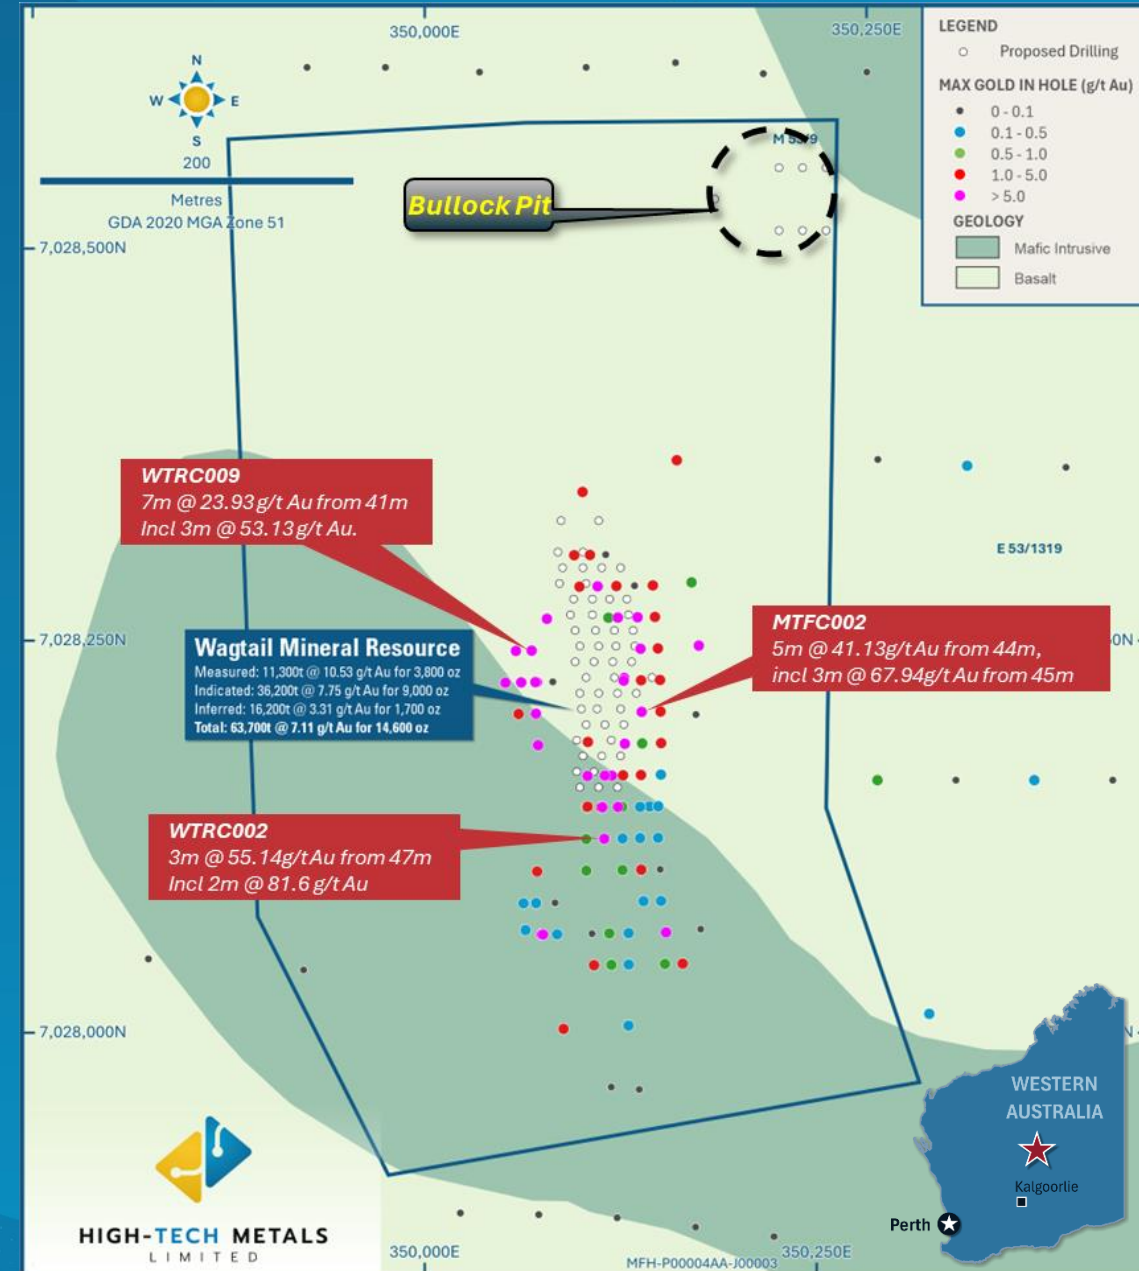 350,000E
350,250E
LEGEND
Proposed Drilling
MAX GOLD IN HOLE (g/t Au)
0 - 0.1
0.1 - 0.5
0.5 - 1.0
1.0 - 5.0
> 5.0
GEOLOGY
Mafic Intrusive
Basalt
N
W
E
S
200
Metres
GDA 2020 MGA Zone 51
M 53/9
Bullock Pit
7,028,500N
WTRC009
7m @ 23.93g/t Au from 41m
Incl 3m @ 53.13g/t Au.
E 53/1319
MTFC002
5m @ 41.13g/tAu from 44m,
incl 3m @ 67.94g/t Au from 45m
7,028,250N
0N
Wagtail Mineral Resource
Measured: 11,300t @ 10.53 g/t Au for 3,800 oz
Indicated: 36,200t @ 7.75 g/t Au for 9,000 oz
Inferred: 16,200t @ 3.31 g/t Au for 1,700 oz
Total: 63,700t @ 7.11 g/t Au for 14,600 oz
WTRC002
3m @ 55.14g/tAu from 47m
Incl 2m @ 81.6 g/t Au
7,028,000N
N
WESTERN
AUSTRALIA
Kalgoorlie
Perth
HIGH-TECH METALS
LIMITED
350,000E
350,250E
MFH-P00004AA-J00003